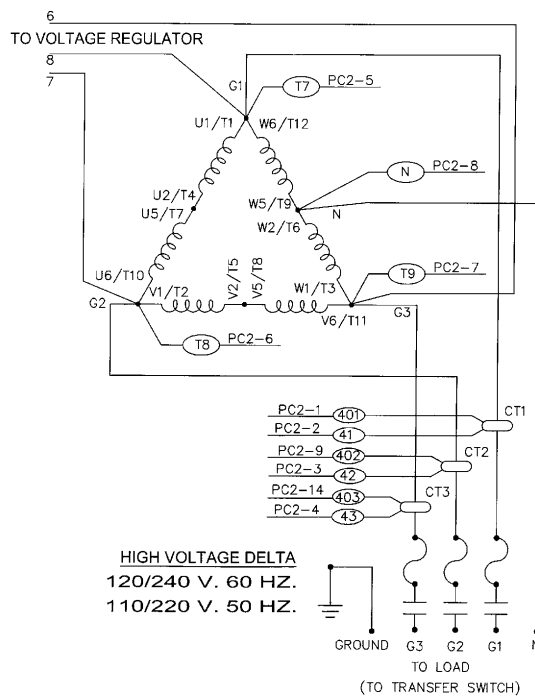 6
TO VOLTAGE REGULATOR
8
7
G1
T7 PC2-5
U1/T1 W6/T12
N PC2-8
U2/T4 W5/T9
U5/T7 W2/T6 N
T9 PC2-7
U6/T10 V2/T5 V5/T8 W1/T3
G2 V1/T2 V6/T11 G3
T8 PC2-6
PC2-1 401 CT1
PC2-2 41
PC2-9 402 CT2
PC2-3 42
PC2-14 403 CT3
PC2-4 43
HIGH VOLTAGE DELTA
120/240 V. 60 HZ.
110/220 V. 50 HZ.
GROUND G3 G2 G1
TO LOAD
(TO TRANSFER SWITCH)